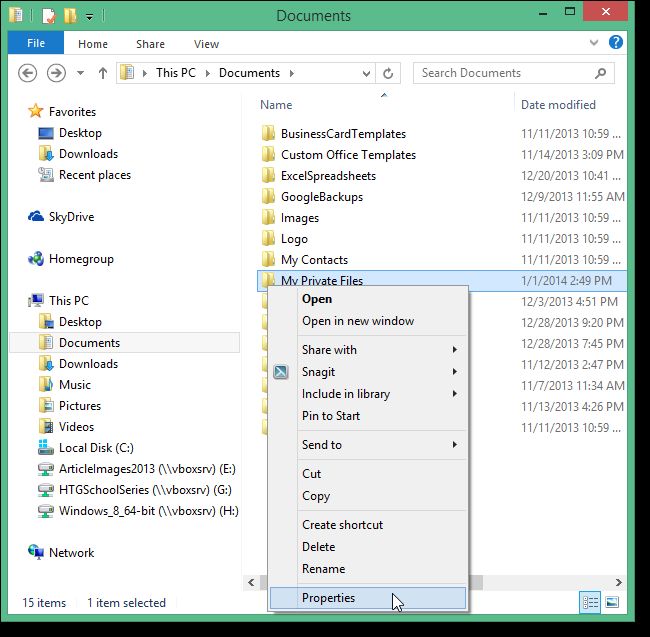 Documents
File Home Share View
This PC Documents
Search Documents
Name Date modified
Favorites
Desktop
Downloads
Recent places
SkyDrive
Homegroup
This PC
Desktop
Documents
Downloads
Music
Pictures
Videos
Local Disk (C:)
ArticleImages2013 (\\vboxsrv) (E:)
HTGSchoolSeries (\\vboxsrv) (G:)
Windows_8_64-bit (\\vboxsrv) (H:)
Network
BusinessCardTemplates 11/11/2013 10:59 ...
Custom Office Templates 11/14/2013 3:09 PM
ExcelSpreadsheets 12/20/2013 10:41 ...
GoogleBackups 12/9/2013 11:55 AM
Images 11/11/2013 10:59 ...
Logo 11/11/2013 10:59 ...
My Contacts 11/11/2013 10:59 ...
My Private Files 1/1/2014 2:49 PM
12/3/2013 4:51 PM
12/28/2013 9:20 PM
12/28/2013 7:45 PM
11/12/2013 2:47 PM
11/7/2013 11:34 AM
11/13/2013 4:26 PM
11/11/2013 10:59 ...
Open
Open in new window
Share with
Snagit
Include in library
Pin to Start
Send to
Cut
Copy
Create shortcut
Delete
Rename
Properties
15 items 1 item selected